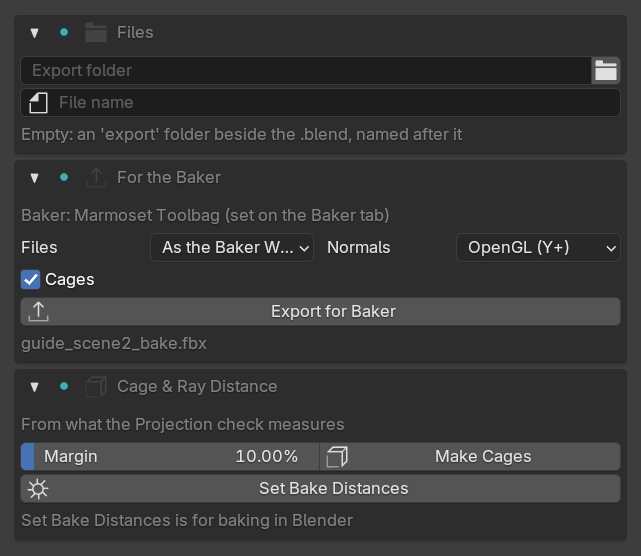 Files
Export folder
File name
Empty: an 'export' folder beside the .blend, named after it
For the Baker
Baker: Marmoset Toolbag (set on the Baker tab)
Files As the Baker W... Normals OpenGL (Y+)
Cages
Export for Baker
guide_scene2_bake.fbx
Cage & Ray Distance
From what the Projection check measures
Margin 10.00% Make Cages
Set Bake Distances
Set Bake Distances is for baking in Blender